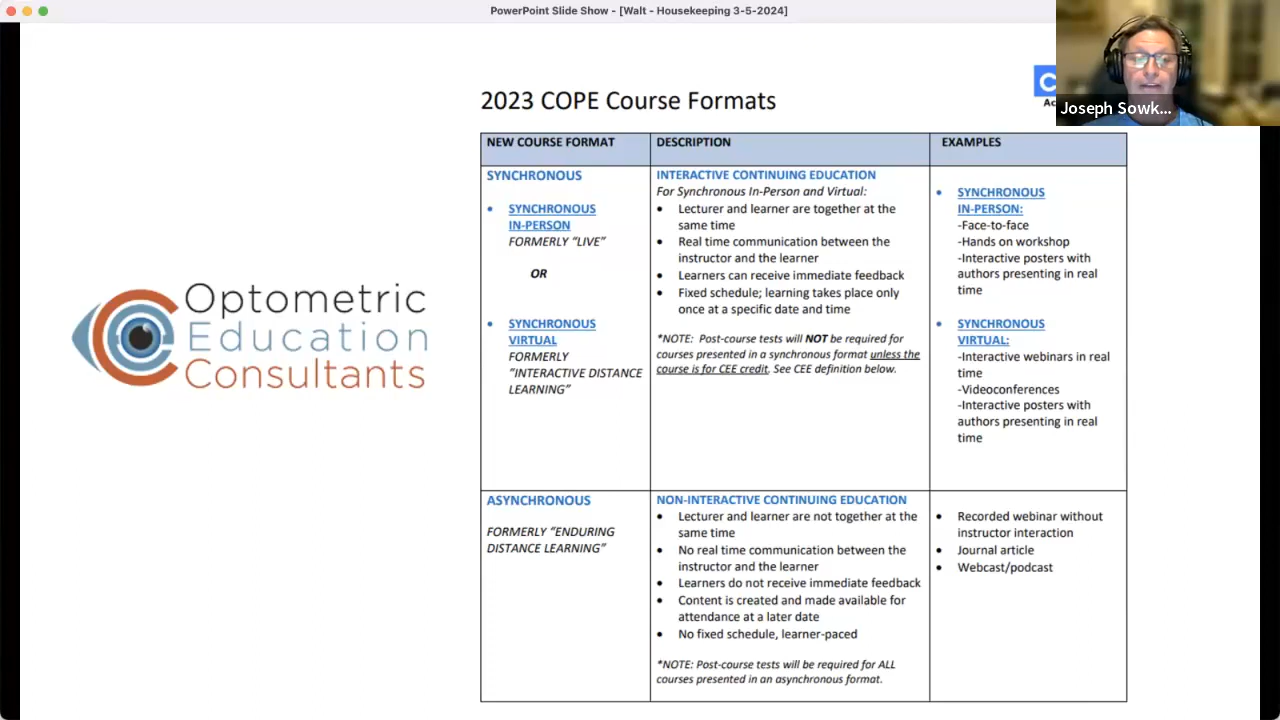 PowerPoint Slide Show - [Walt - Housekeeping 3-5-2024]
Joseph Sowk...
2023 COPE Course Formats
Optometric
Education
Consultants
NEW COURSE FORMAT
DESCRIPTION
EXAMPLES
SYNCHRONOUS
• SYNCHRONOUS
IN-PERSON
FORMERLY “LIVE”
OR
• SYNCHRONOUS
VIRTUAL
FORMERLY
“INTERACTIVE DISTANCE
LEARNING”
INTERACTIVE CONTINUING EDUCATION
For Synchronous In-Person and Virtual:
• Lecturer and learner are together at the
same time
• Real time communication between the
instructor and the learner
• Learners can receive immediate feedback
• Fixed schedule; learning takes place only
once at a specific date and time
*NOTE: Post-course tests will NOT be required for
courses presented in a synchronous format unless the
course is for CEE credit. See CEE definition below.
• SYNCHRONOUS
IN-PERSON:
-Face-to-face
-Hands on workshop
-Interactive posters with
authors presenting in real
time
• SYNCHRONOUS
VIRTUAL:
-Interactive webinars in real
time
-Videoconferences
-Interactive posters with
authors presenting in real
time
ASYNCHRONOUS
FORMERLY “ENDURING
DISTANCE LEARNING”
NON-INTERACTIVE CONTINUING EDUCATION
• Lecturer and learner are not together at the
same time
• No real time communication between the
instructor and the learner
• Learners do not receive immediate feedback
• Content is created and made available for
attendance at a later date
• No fixed schedule, learner-paced
*NOTE: Post-course tests will be required for ALL
courses presented in an asynchronous format.
• Recorded webinar without
instructor interaction
• Journal article
• Webcast/podcast